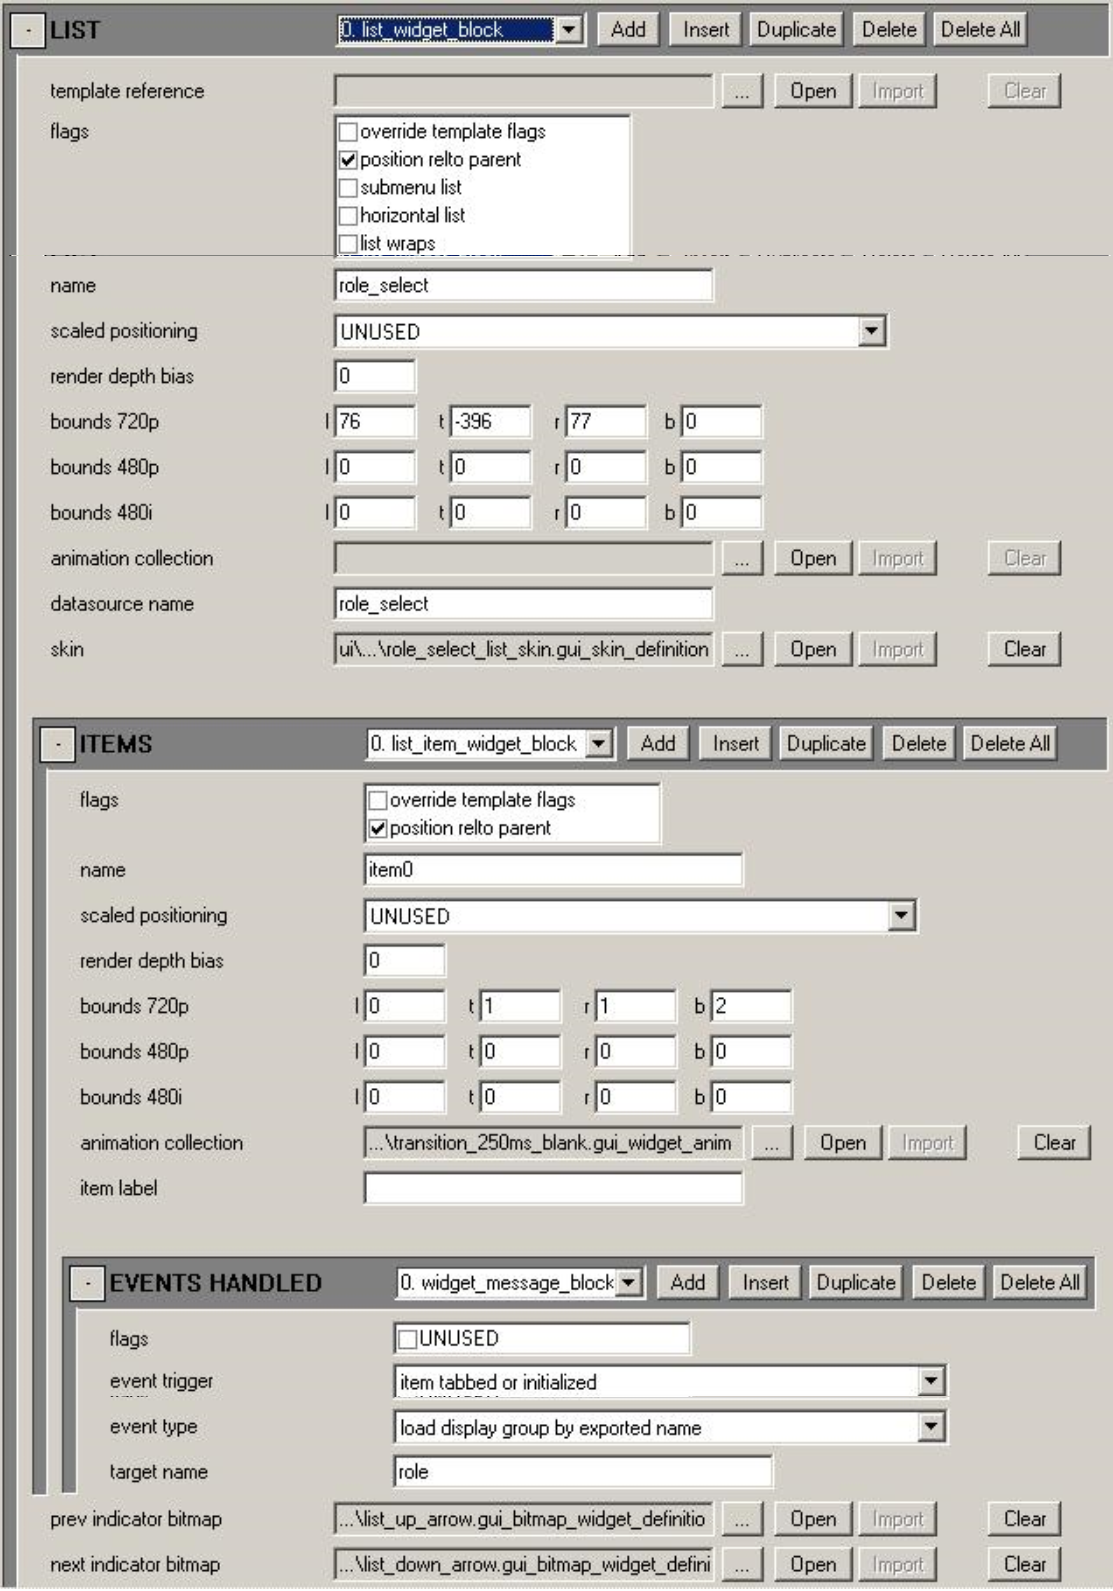 - LIST 0. list_widget_block Add Insert Duplicate Delete Delete All
template reference ... Open Import Clear
flags override template flags
position relto parent
submenu list
horizontal list
list wraps
name role_select
scaled positioning UNUSED
render depth bias 0
bounds 720p l 76 t -396 r 77 b 0
bounds 480p l 0 t 0 r 0 b 0
bounds 480i l 0 t 0 r 0 b 0
animation collection ... Open Import Clear
datasource name role_select
skin ui\...\role_select_list_skin.gui_skin_definition ... Open Import Clear
- ITEMS 0. list_item_widget_block Add Insert Duplicate Delete Delete All
flags override template flags
position relto parent
name item0
scaled positioning UNUSED
render depth bias 0
bounds 720p l 0 t 1 r 1 b 2
bounds 480p l 0 t 0 r 0 b 0
bounds 480i l 0 t 0 r 0 b 0
animation collection ...\transition_250ms_blank.gui_widget_anim ... Open Import Clear
item label
- EVENTS HANDLED 0. widget_message_block Add Insert Duplicate Delete Delete All
flags UNUSED
event trigger item tabbed or initialized
event type load display group by exported name
target name role
prev indicator bitmap ...\list_up_arrow.gui_bitmap_widget_definitio ... Open Import Clear
next indicator bitmap ...\list_down_arrow.gui_bitmap_widget_defini ... Open Import Clear